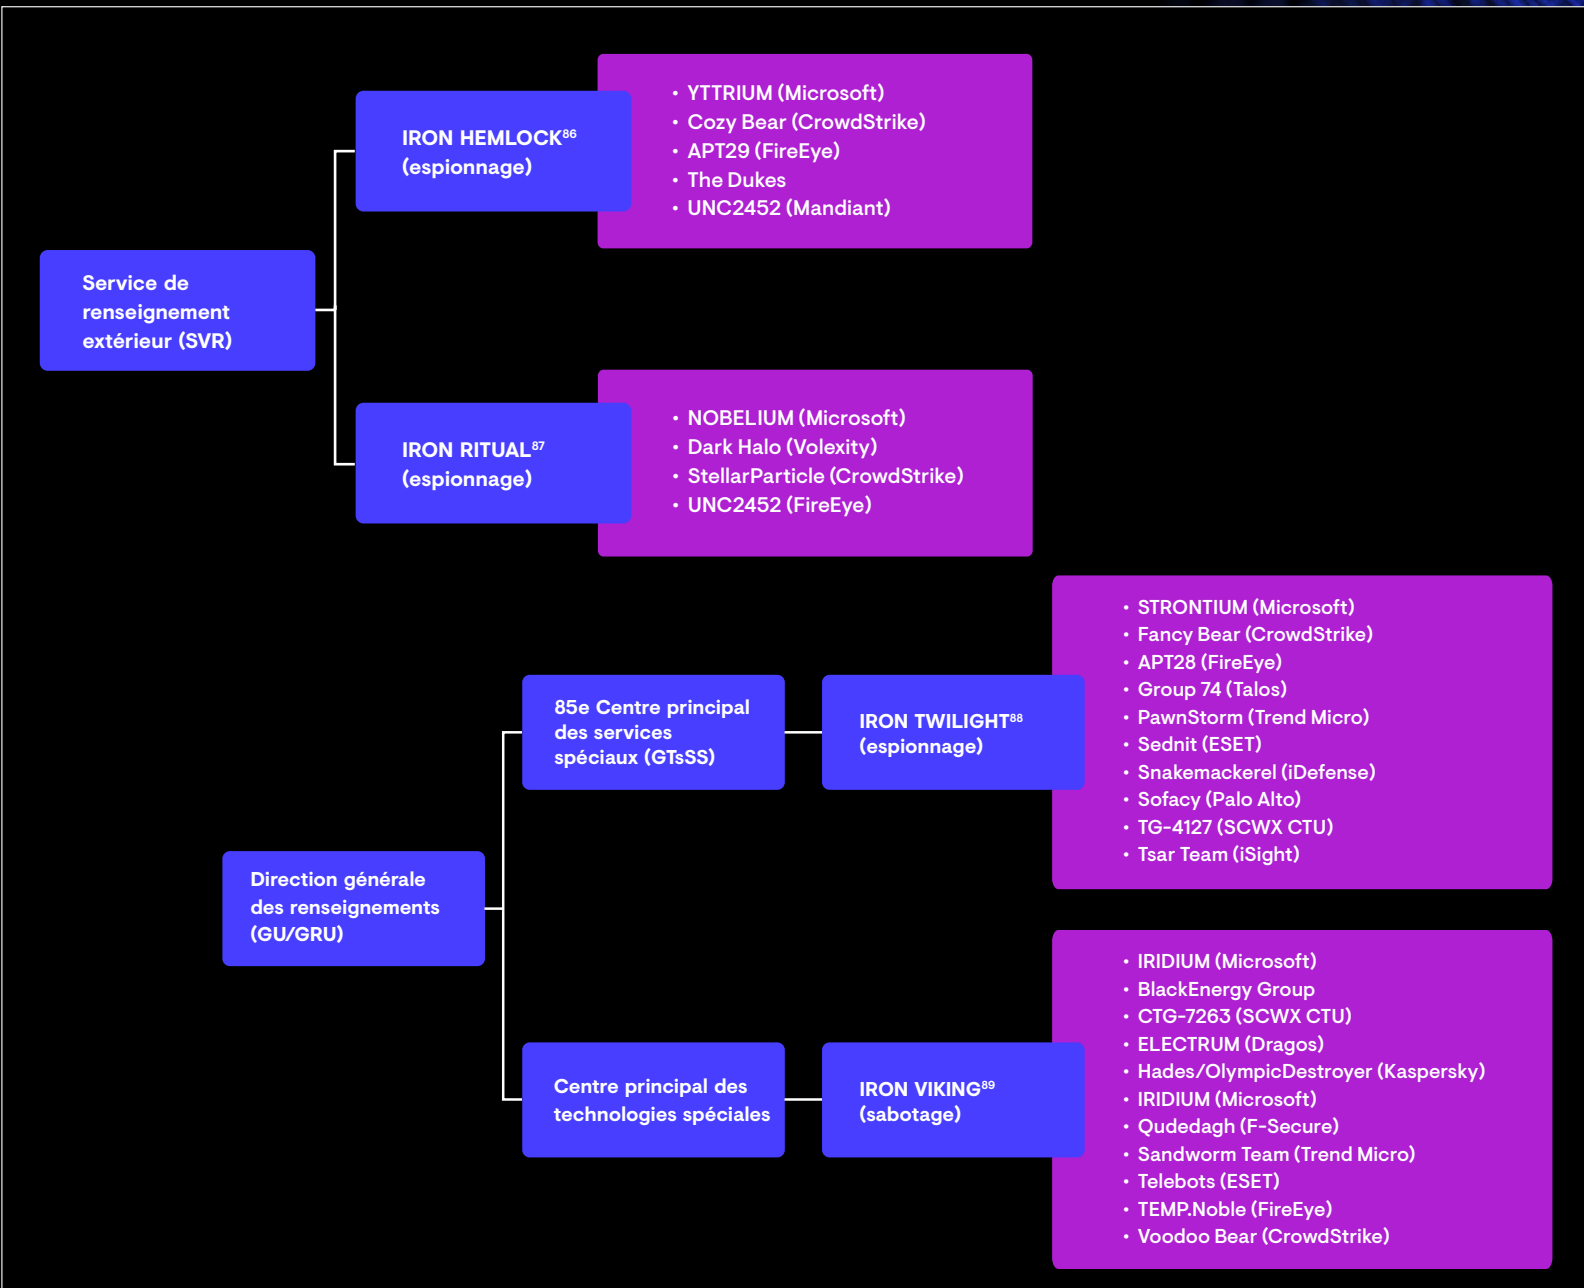 Service de
renseignement
extérieur (SVR)
IRON HEMLOCK⁸⁶
(espionnage)
• YTTRIUM (Microsoft)
• Cozy Bear (CrowdStrike)
• APT29 (FireEye)
• The Dukes
• UNC2452 (Mandiant)
IRON RITUAL⁸⁷
(espionnage)
• NOBELIUM (Microsoft)
• Dark Halo (Volexity)
• StellarParticle (CrowdStrike)
• UNC2452 (FireEye)
Direction générale
des renseignements
(GU/GRU)
85e Centre principal
des services
spéciaux (GTsSS)
IRON TWILIGHT⁸⁸
(espionnage)
• STRONTIUM (Microsoft)
• Fancy Bear (CrowdStrike)
• APT28 (FireEye)
• Group 74 (Talos)
• PawnStorm (Trend Micro)
• Sednit (ESET)
• Snakemackerel (iDefense)
• Sofacy (Palo Alto)
• TG-4127 (SCWX CTU)
• Tsar Team (iSight)
Centre principal des
technologies spéciales
IRON VIKING⁸⁹
(sabotage)
• IRIDIUM (Microsoft)
• BlackEnergy Group
• CTG-7263 (SCWX CTU)
• ELECTRUM (Dragos)
• Hades/OlympicDestroyer (Kaspersky)
• IRIDIUM (Microsoft)
• Qudedagh (F-Secure)
• Sandworm Team (Trend Micro)
• Telebots (ESET)
• TEMP.Noble (FireEye)
• Voodoo Bear (CrowdStrike)